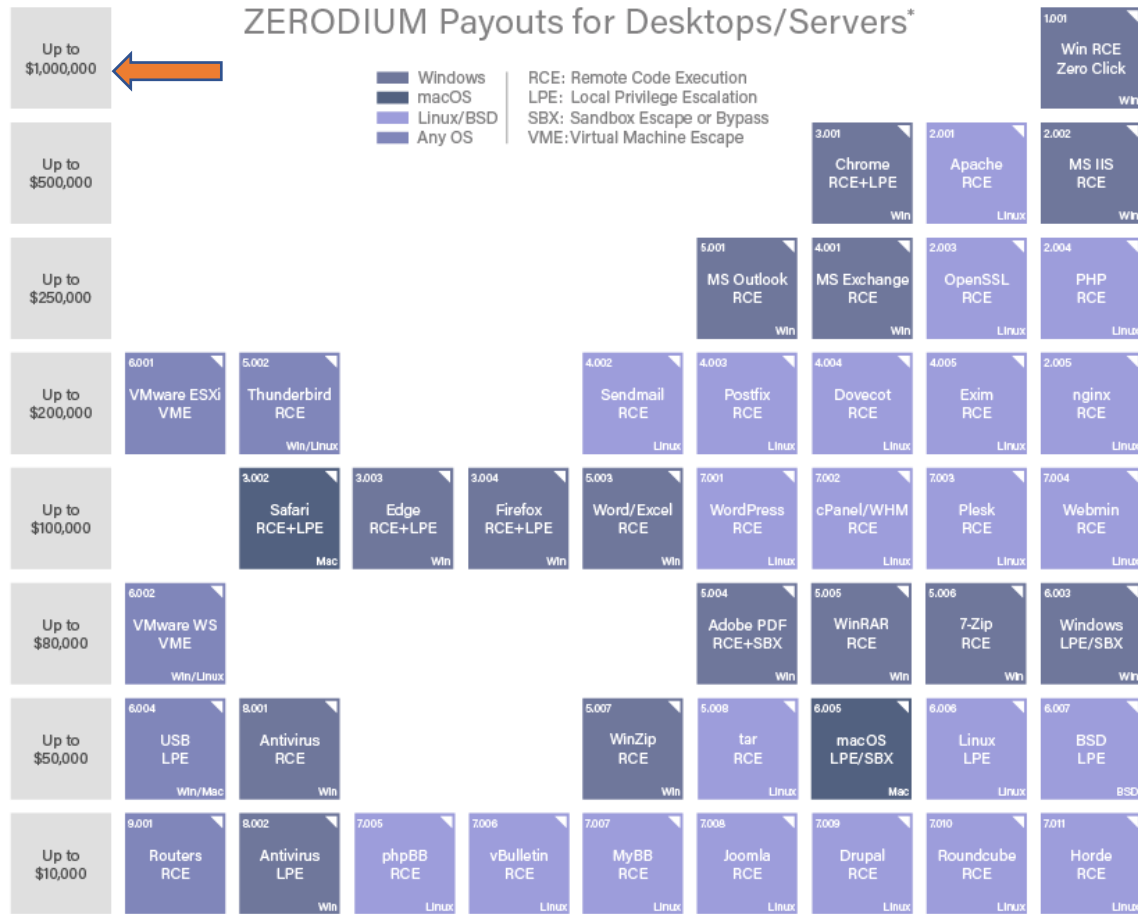 ZERODIUM Payouts for Desktops/Servers*
Windows
macOS
Linux/BSD
Any OS
RCE: Remote Code Execution
LPE: Local Privilege Escalation
SBX: Sandbox Escape or Bypass
VME: Virtual Machine Escape
Up to
$1,000,000
1.001
Win RCE
Zero Click
Win
Up to
$500,000
3.001
Chrome
RCE+LPE
Win
2.001
Apache
RCE
Linux
2.002
MS IIS
RCE
Win
Up to
$250,000
5.001
MS Outlook
RCE
Win
4.001
MS Exchange
RCE
Win
2.003
OpenSSL
RCE
Linux
2.004
PHP
RCE
Linux
Up to
$200,000
6.001
VMware ESXi
VME
5.002
Thunderbird
RCE
Win/Linux
4.002
Sendmail
RCE
Linux
4.003
Postfix
RCE
Linux
4.004
Dovecot
RCE
Linux
4.005
Exim
RCE
Linux
2.005
nginx
RCE
Linux
Up to
$100,000
3.002
Safari
RCE+LPE
Mac
3.003
Edge
RCE+LPE
Win
3.004
Firefox
RCE+LPE
Win
5.003
Word/Excel
RCE
Win
7.001
WordPress
RCE
Linux
7.002
cPanel/WHM
RCE
Linux
7.003
Plesk
RCE
Linux
7.004
Webmin
RCE
Linux
Up to
$80,000
6.002
VMware WS
VME
Win/Linux
5.004
Adobe PDF
RCE+SBX
Win
5.005
WinRAR
RCE
Win
5.006
7-Zip
RCE
Win
6.003
Windows
LPE/SBX
Win
Up to
$50,000
6.004
USB
LPE
Win/Mac
8.001
Antivirus
RCE
Win
5.007
WinZip
RCE
Win
5.008
tar
RCE
Linux
6.005
macOS
LPE/SBX
Mac
6.006
Linux
LPE
Linux
6.007
BSD
LPE
BSD
Up to
$10,000
9.001
Routers
RCE
8.002
Antivirus
LPE
Win
7.005
phpBB
RCE
Linux
7.006
vBulletin
RCE
Linux
7.007
MyBB
RCE
Linux
7.008
Joomla
RCE
Linux
7.009
Drupal
RCE
Linux
7.010
Roundcube
RCE
Linux
7.011
Horde
RCE
Linux